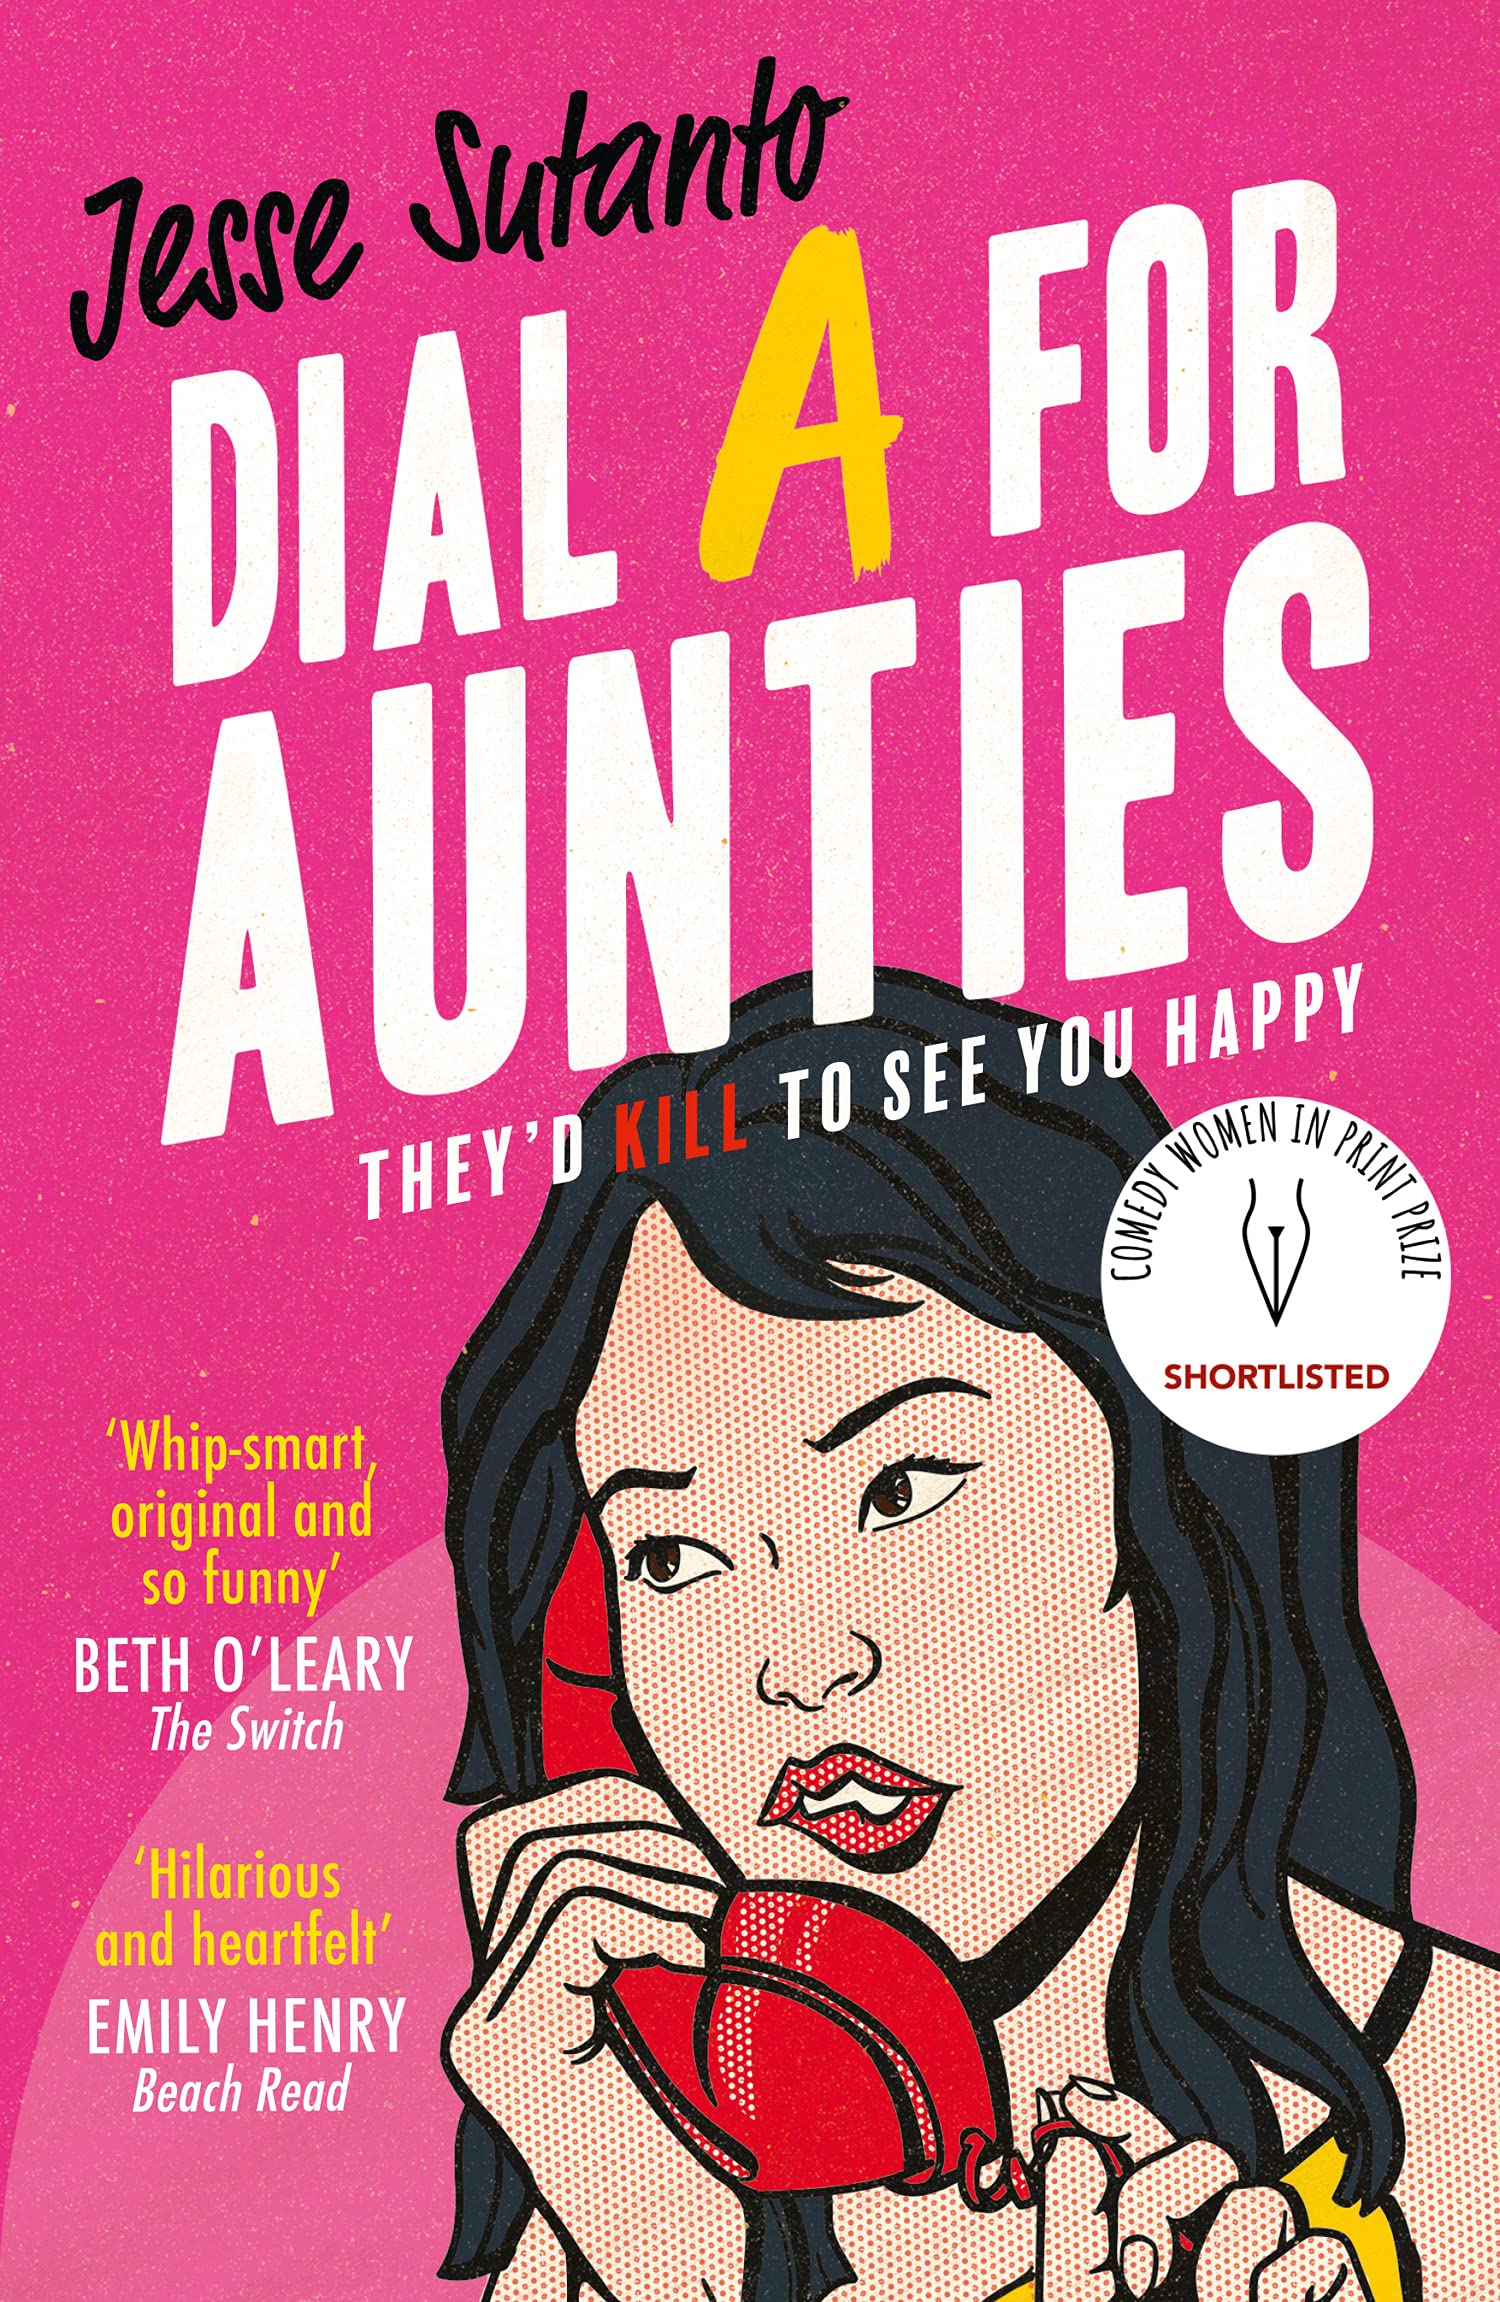 Jesse Sutanto
DIAL A FOR
AUNTIES
THEY'D KILL TO SEE YOU HAPPY
COMEDY WOMEN IN PRINT PRIZE
SHORTLISTED
'Whip-smart,
original and
so funny'
BETH O'LEARY
The Switch
'Hilarious
and heartfelt'
EMILY HENRY
Beach Read